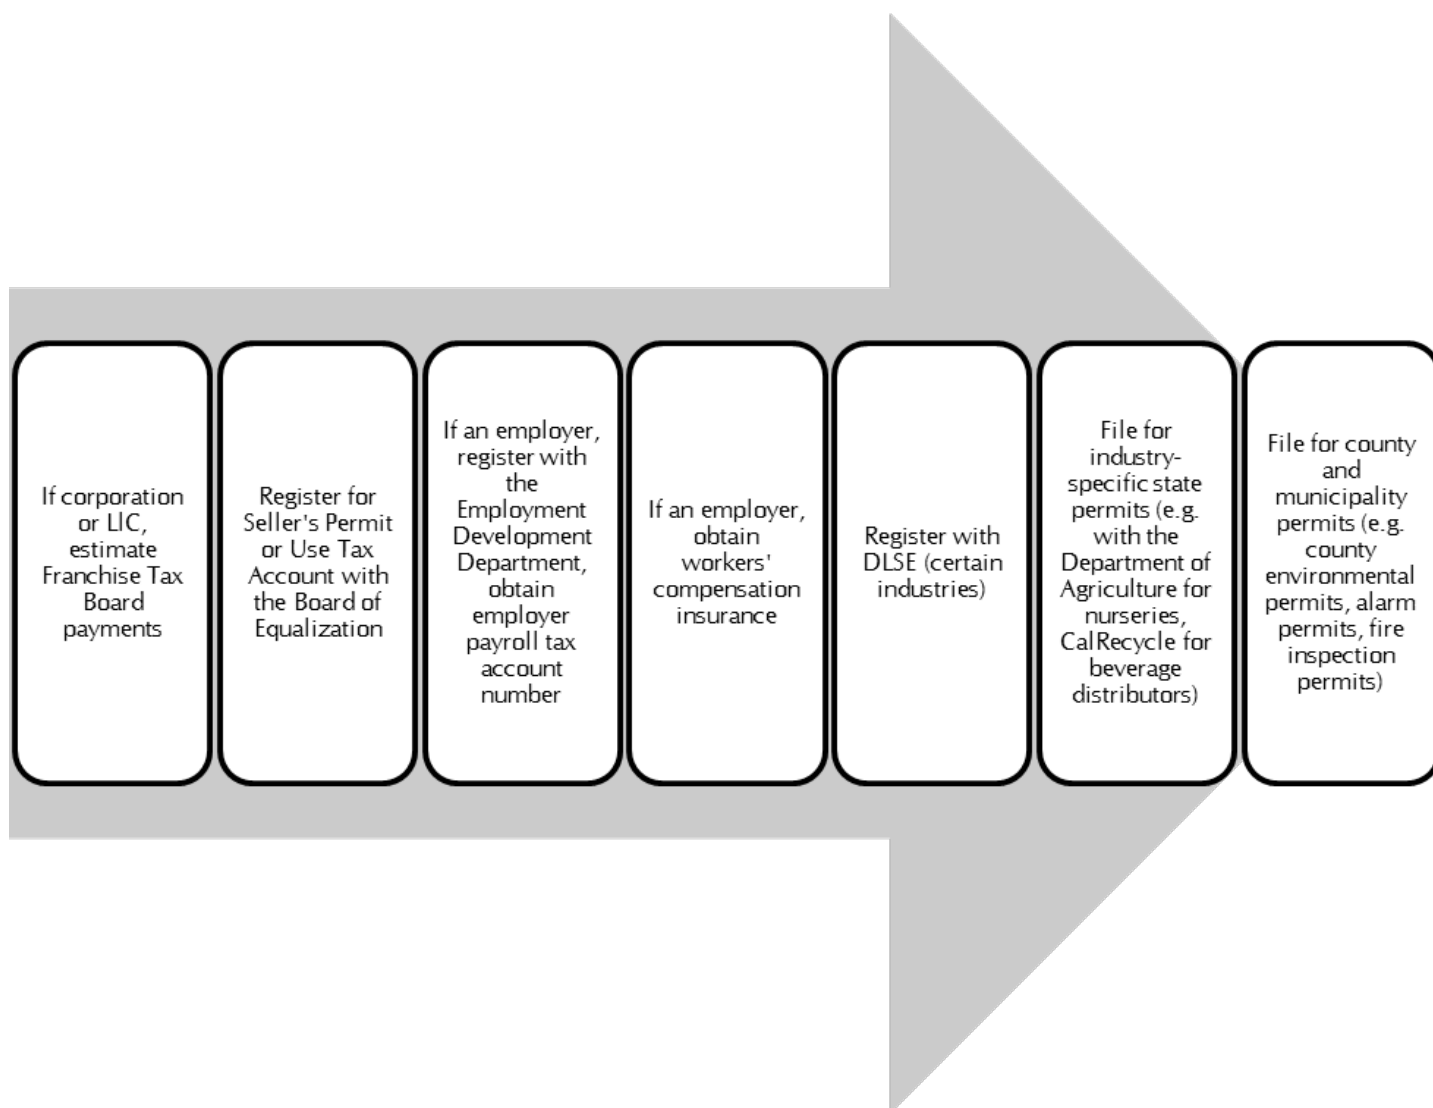 If corporation
or LlC,
estimate
Franchise Tax
Board
payments
Register for
Seller's Permit
or Use Tax
Account with
the Board of
Equalization
If an employer,
register with
the
Employment
Development
Department,
obtain
employer
payroll tax
account
number
If an employer,
obtain
workers'
compensation
insurance
Register with
DLSE (certain
industries)
File for
industry-
specific state
permits (e.g.
with the
Department of
Agriculture for
nurseries,
CalRecycle for
beverage
distributors)
File for county
and
municipality
permits (e.g.
county
environmental
permits, alarm
permits, fire
inspection
permits)